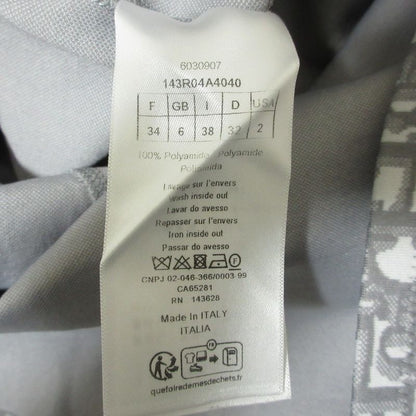 6030907
143R04A4040
F GB I D USA
34 6 38 32 2
100% Polyamide - Polyamide
Poliamida
Lavage sur l'envers
Wash inside out
Lavar do avesso
Repasser sur l'envers
Iron inside out
Passar do avesso
CNPJ 02-046-366/0003-99
CA65281
RN 143628
Made In ITALY
ITALIA
FR
quefairedemesdechets.fr